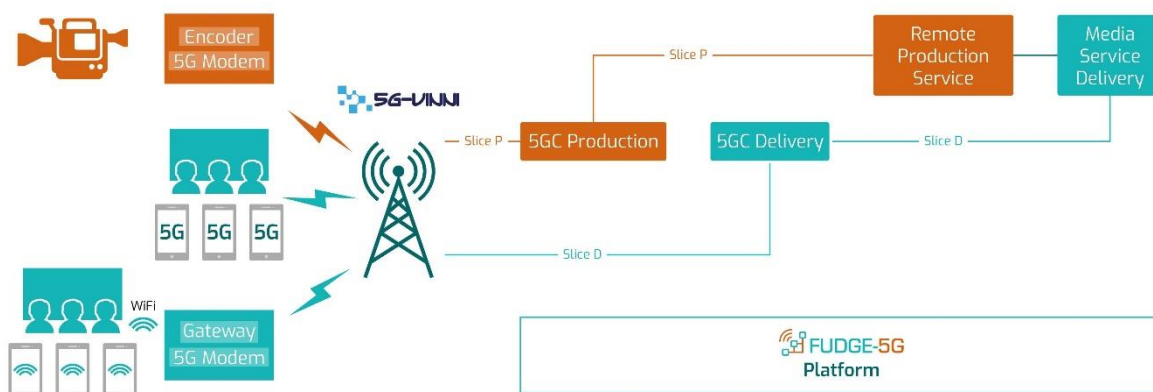 Encoder
5G Modem
5G-VINNI
Slice P
5GC Production
Slice P
Remote
Production
Service
Media
Service
Delivery
5GC Delivery
Slice D
5G
5G
5G
Slice D
WiFi
Gateway
5G Modem
FUDGE-5G
Platform